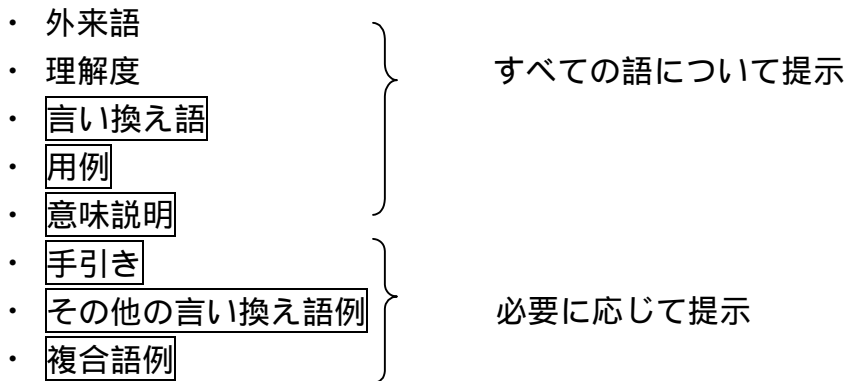 ・ 外来語
・ 理解度 すべての語について提示
・ 言い換え語
・ 用例
・ 意味説明
・ 手引き
・ その他の言い換え語例 必要に応じて提示
・ 複合語例